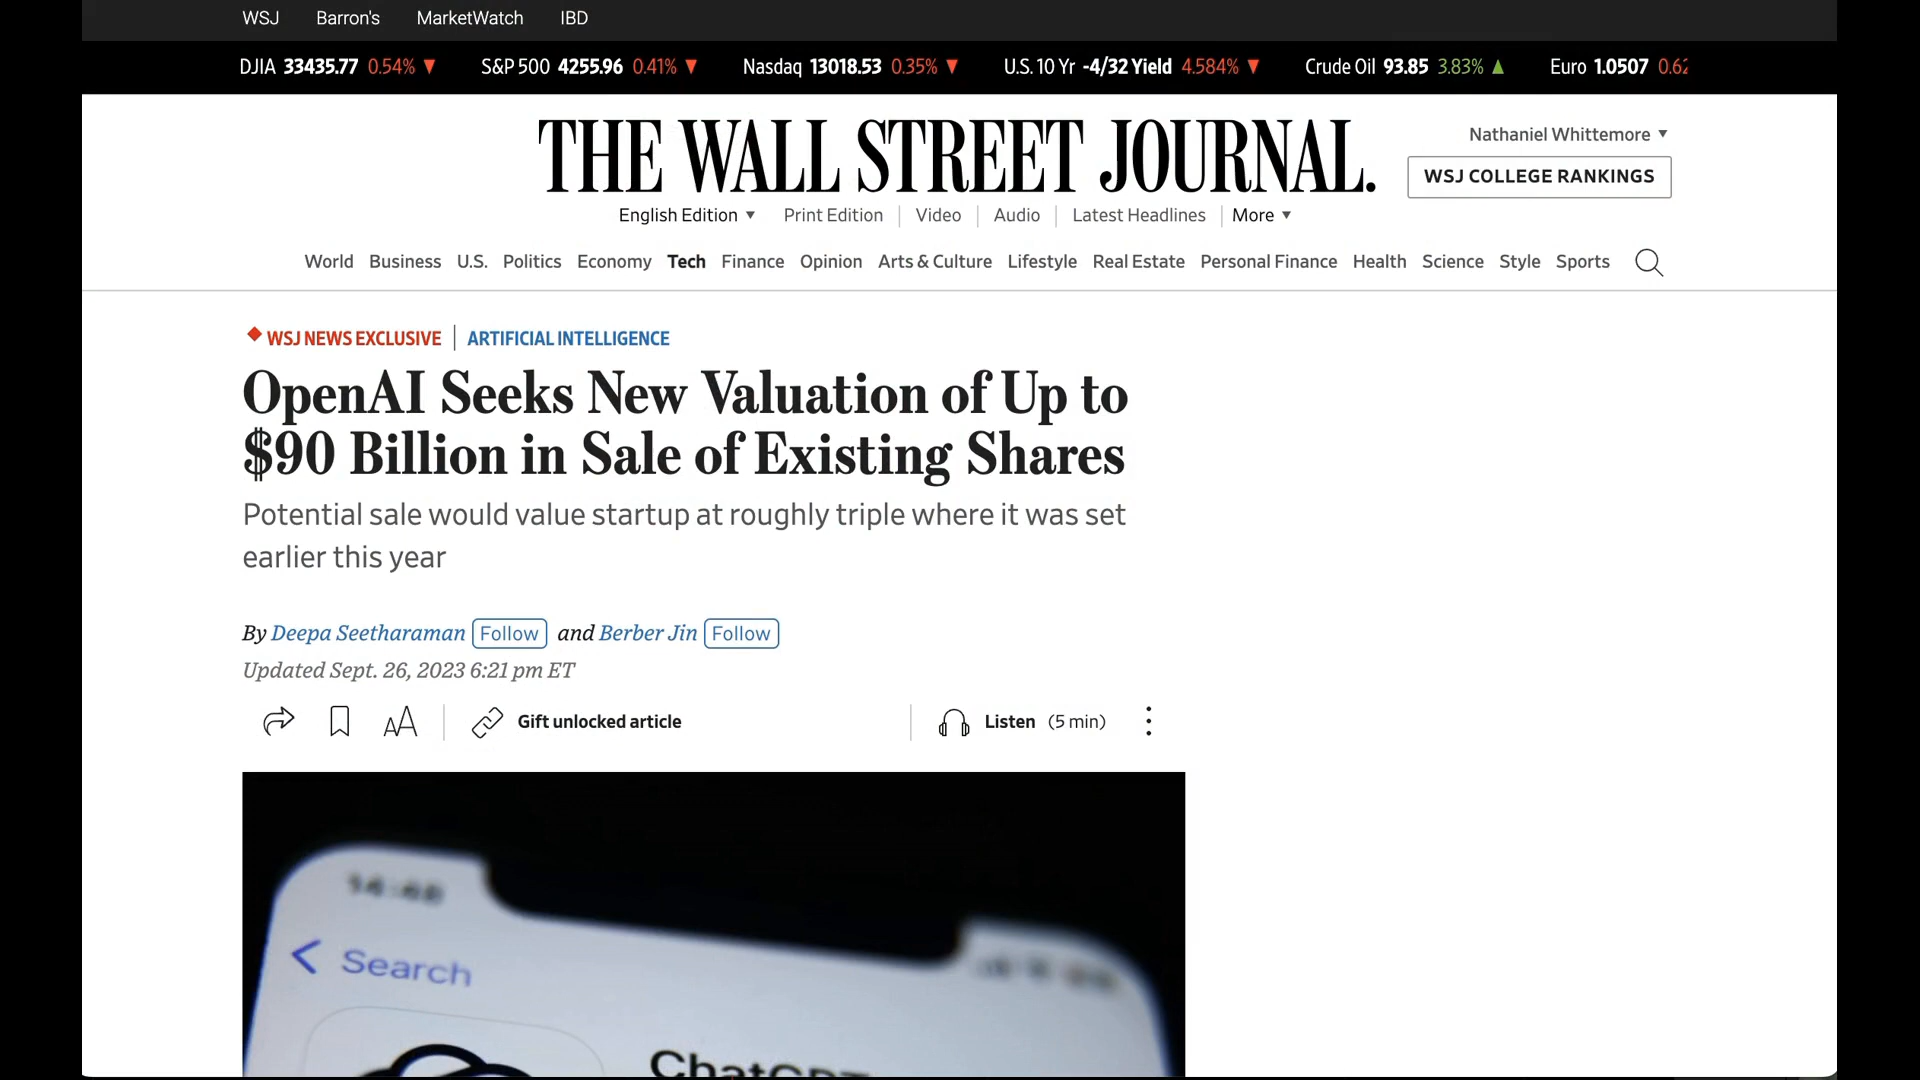 WSJ Barron's MarketWatch IBD
DJIA 33435.77 0.54% ▼ S&P 500 4255.96 0.41% ▼ Nasdaq 13018.53 0.35% ▼ U.S. 10 Yr -4/32 Yield 4.584% ▼ Crude Oil 93.85 3.83% ▲ Euro 1.0507 0.62
THE WALL STREET JOURNAL.
Nathaniel Whittemore ▼
WSJ COLLEGE RANKINGS
English Edition ▼ Print Edition Video Audio Latest Headlines More ▼
World Business U.S. Politics Economy Tech Finance Opinion Arts & Culture Lifestyle Real Estate Personal Finance Health Science Style Sports
WSJ NEWS EXCLUSIVE ARTIFICIAL INTELLIGENCE
OpenAI Seeks New Valuation of Up to
$90 Billion in Sale of Existing Shares
Potential sale would value startup at roughly triple where it was set
earlier this year
By Deepa Seetharaman Follow and Berber Jin Follow
Updated Sept. 26, 2023 6:21 pm ET
AA Gift unlocked article Listen (5 min)
14:48
Search
ChatGPT